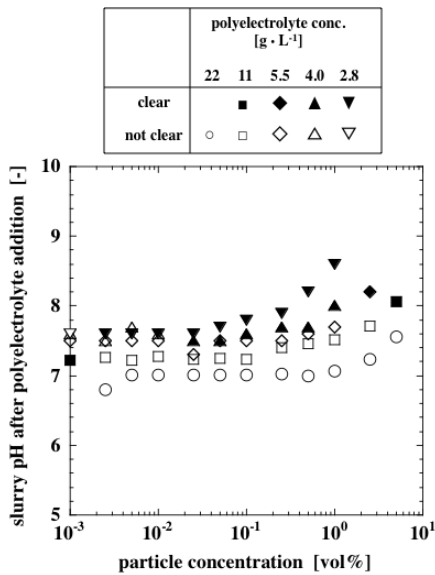 polyelectrolyte conc.
[g · L⁻¹]
22 11 5.5 4.0 2.8
clear
not clear
slurry pH after polyelectrolyte addition [-]
10
9
8
7
6
5
10⁻³ 10⁻² 10⁻¹ 10⁰ 10¹
particle concentration [vol%]